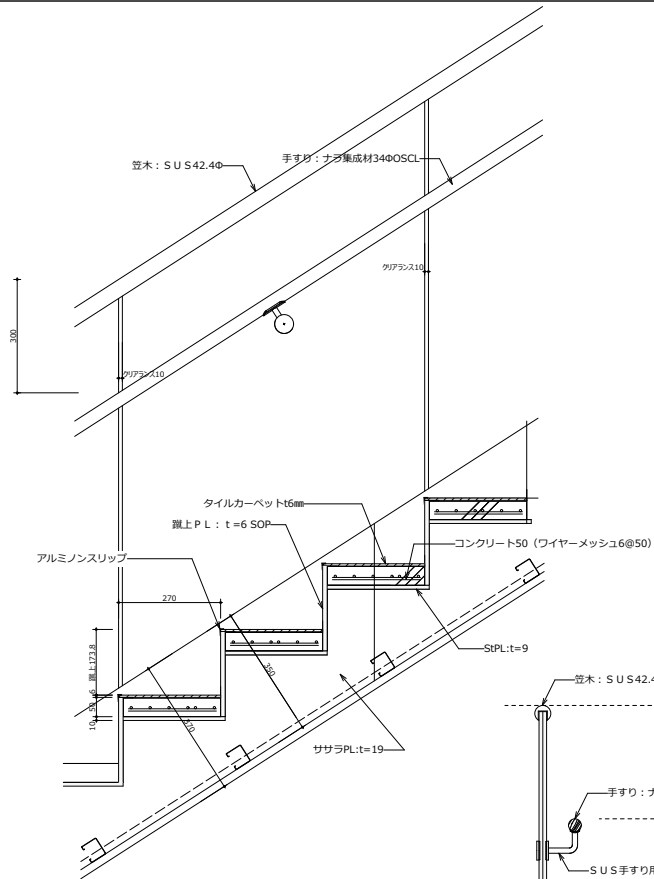 笠木：ＳＵＳ42.4Φ
手すり：ナラ集成材34ΦOSCL
クリアランス10
300
クリアランス10
タイルカーペットt6㎜
蹴上ＰＬ：ｔ=6 SOP
コンクリート50（ワイヤーメッシュ6@50）
アルミノンスリップ
270
蹴上173.8
6
50
10
350
370
StPL:t=9
ササラPL:t=19
笠木：ＳＵＳ42.4
手すり：ナ
ＳＵＳ手すり用